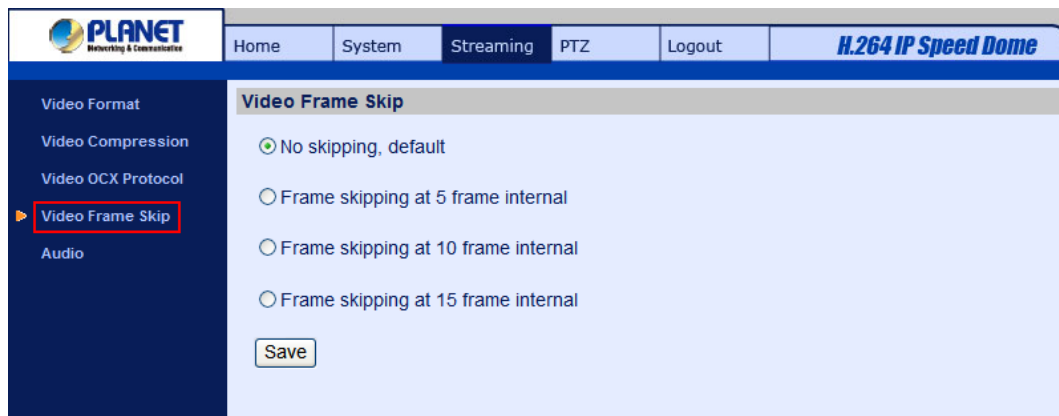 PLANET
Networking & Communication
Home System Streaming PTZ Logout H.264 IP Speed Dome
Video Format
Video Compression
Video OCX Protocol
Video Frame Skip
Audio
Video Frame Skip
No skipping, default
Frame skipping at 5 frame internal
Frame skipping at 10 frame internal
Frame skipping at 15 frame internal
Save